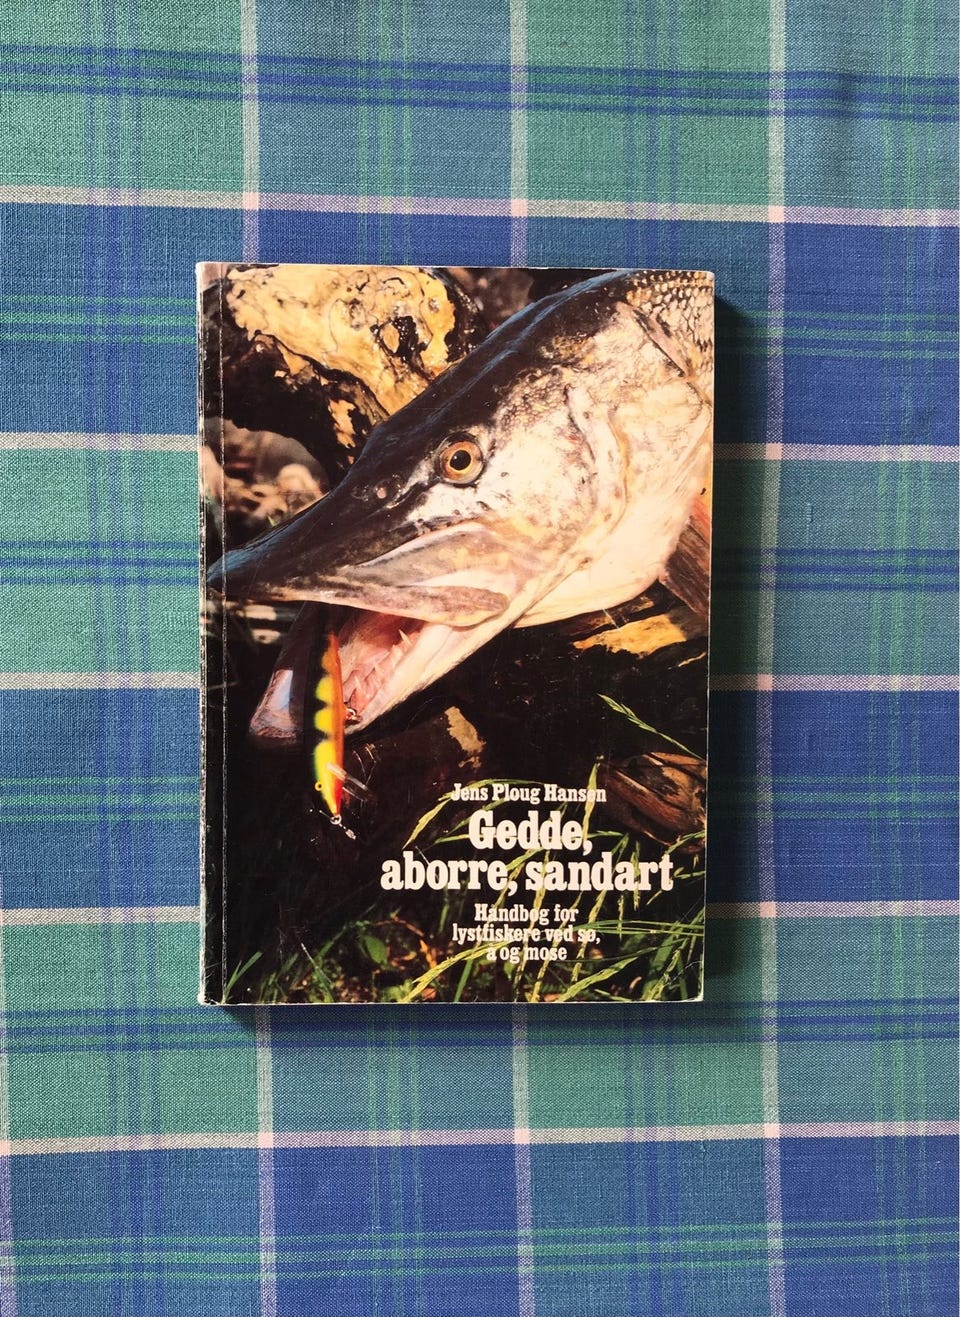 Jens Ploug Hansen
Gedde,
aborre, sandart
Håndbog for
lystfiskere ved sø,
å og mose